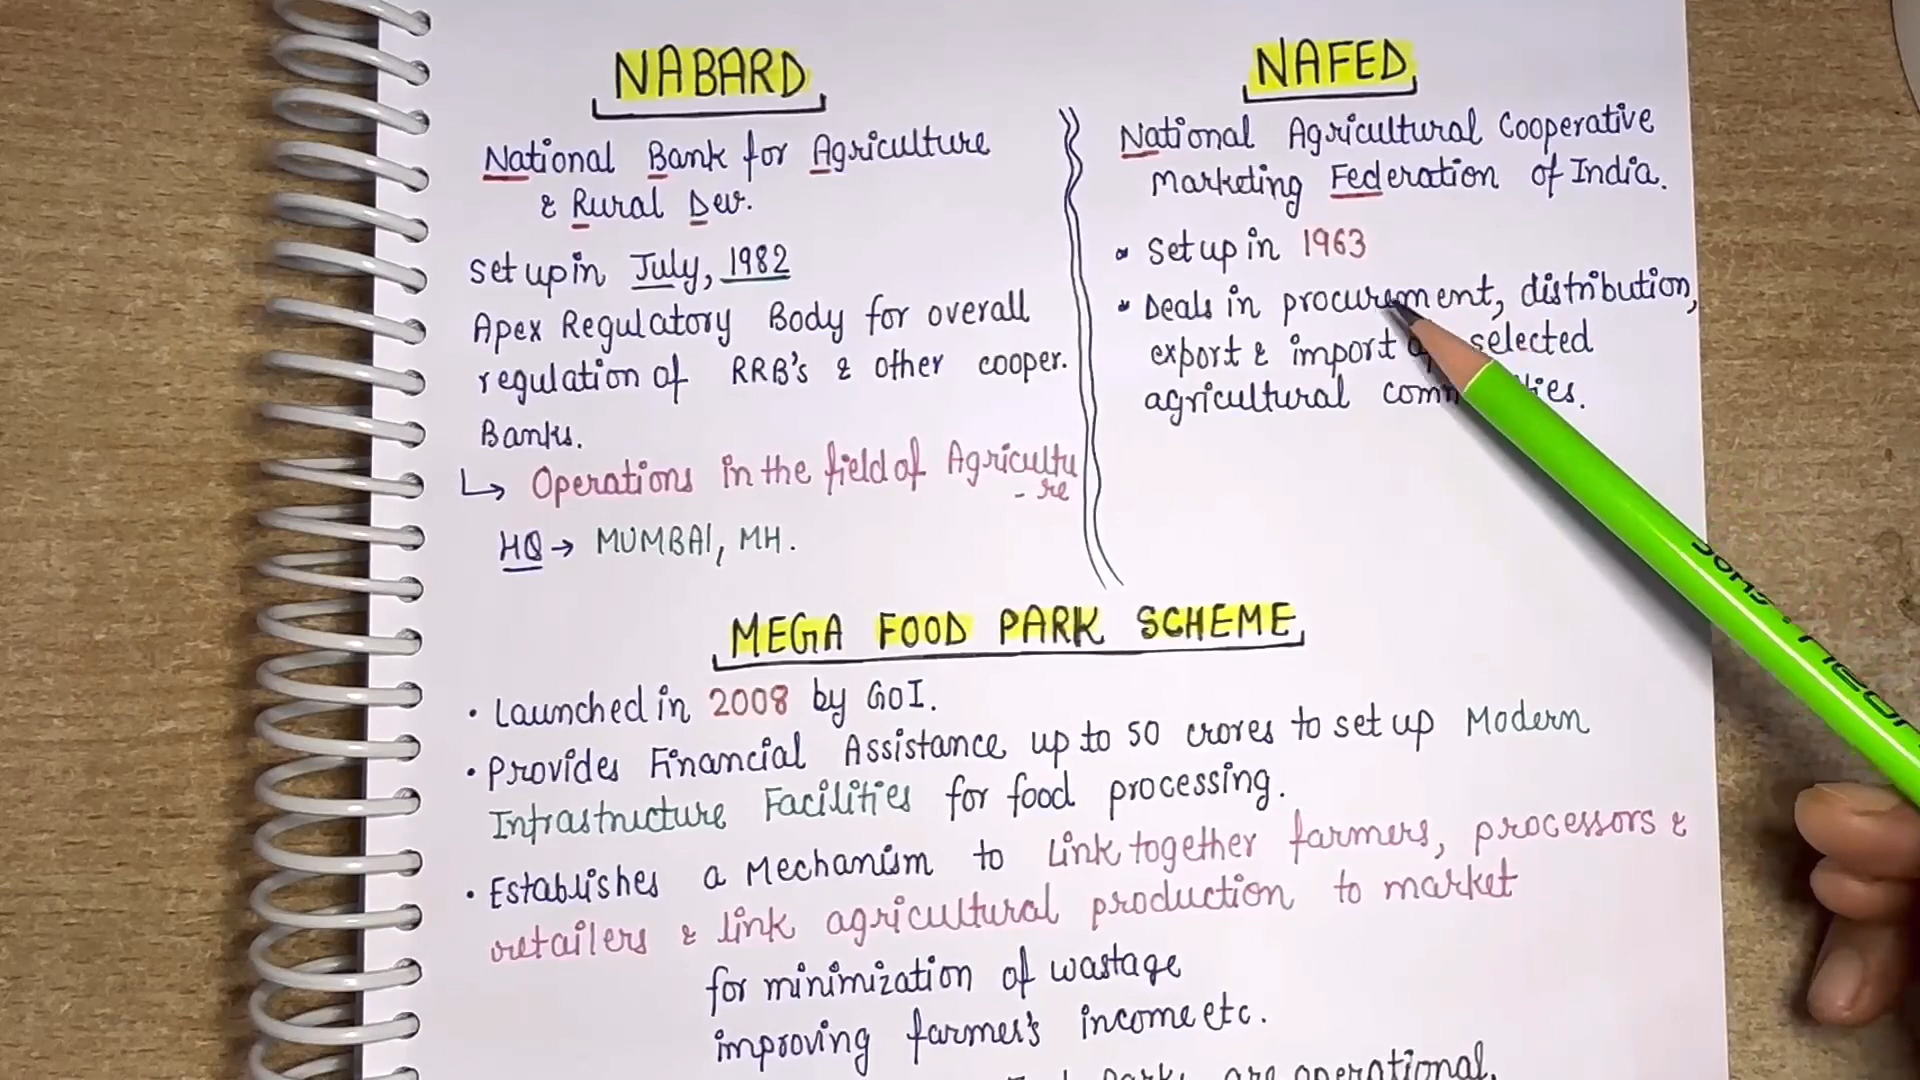 NABARD
National Bank for Agriculture
& Rural Dev.
set up in July, 1982
Apex Regulatory Body for overall
regulation of RRB's & other cooper.
Banks.
↳ Operations in the field of Agricultu
- re
HQ → MUMBAI, MH.
NAFED
National Agricultural Cooperative
Marketing Federation of India.
• Set up in 1963
• Deals in procurement, distribution,
export & import selected
agricultural
MEGA FOOD PARK SCHEME
• Launched in 2008 by GOI.
• Provides Financial Assistance up to 50 crores to set up Modern
Infrastructure Facilities for food processing.
• Establishes a Mechanism to Link together farmers, processors &
retailers & link agricultural production to market
for minimization of wastage
improving farmer's income etc.
are operational.